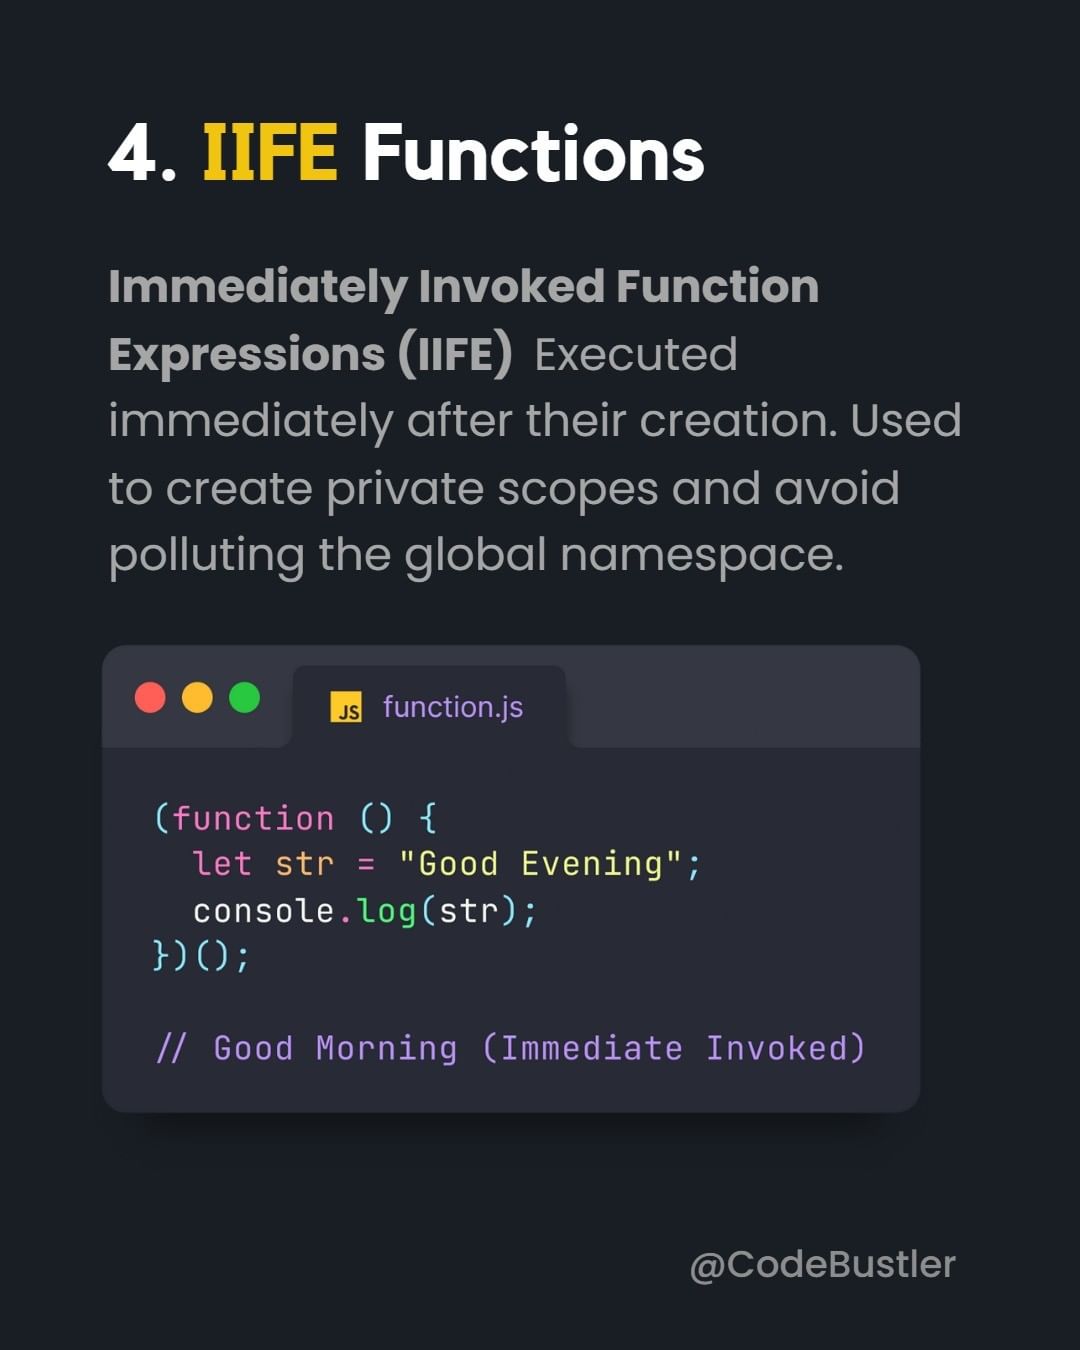 4. IIFE Functions
Immediately Invoked Function
Expressions (IIFE) Executed
immediately after their creation. Used
to create private scopes and avoid
polluting the global namespace.
JS function.js
(function () {
  let str = "Good Evening";
  console.log(str);
})();
// Good Morning (Immediate Invoked)
@CodeBustler